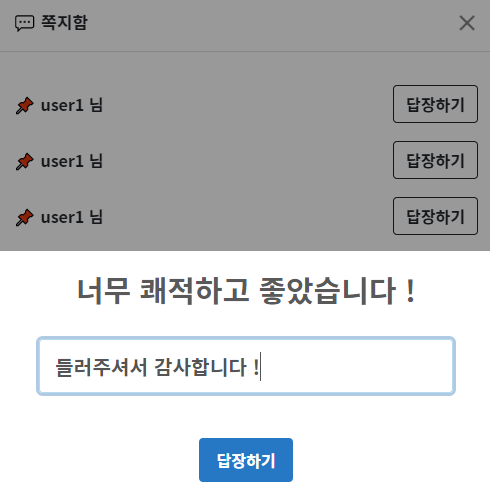 쪽지함
user1 님 답장하기
user1 님 답장하기
user1 님 답장하기
너무 쾌적하고 좋았습니다 !
들러주셔서 감사합니다 !
답장하기